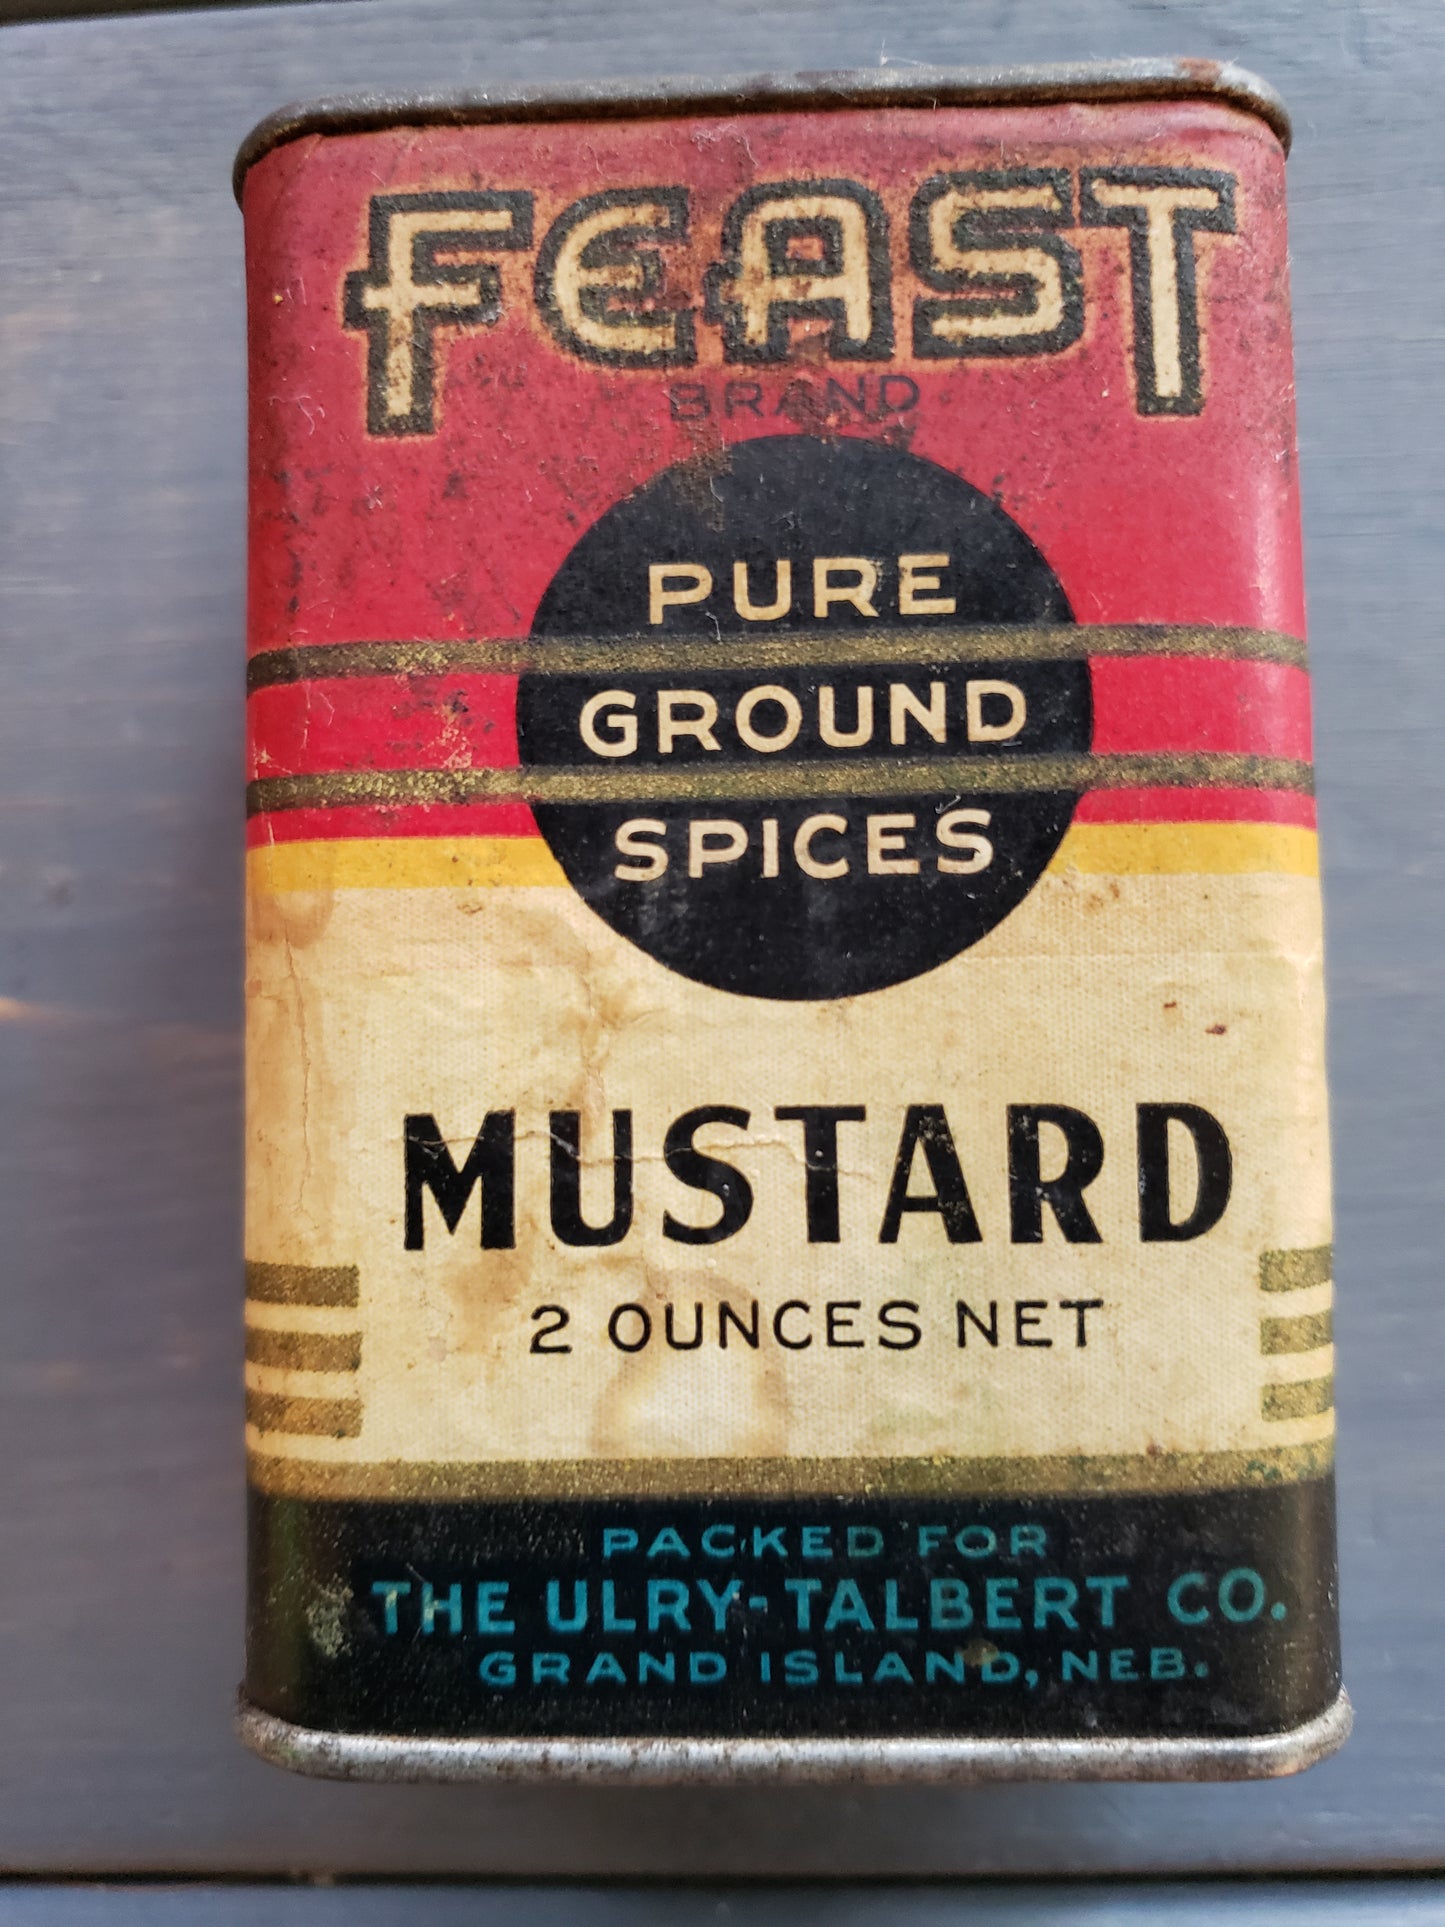 FEAST
BRAND
PURE
GROUND
SPICES
MUSTARD
2 OUNCES NET
PACKED FOR
THE ULRY-TALBERT CO.
GRAND ISLAND, NEB.